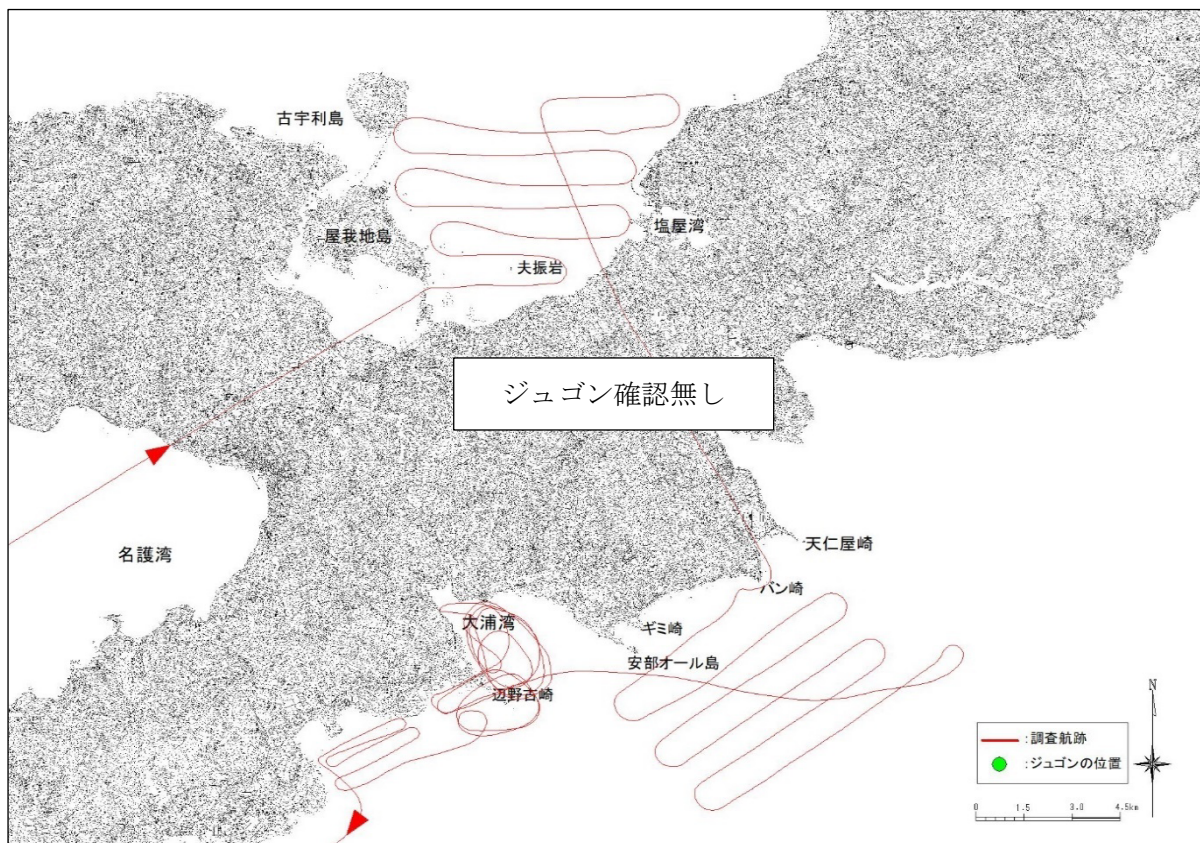 古宇利島
屋我地島
塩屋湾
夫振岩
ジュゴン確認無し
名護湾
天仁屋崎
バン崎
大浦湾
ギミ崎
安部オール島
辺野古崎
N
:調査航跡
:ジュゴンの位置
0 1.5 3.0 4.5km